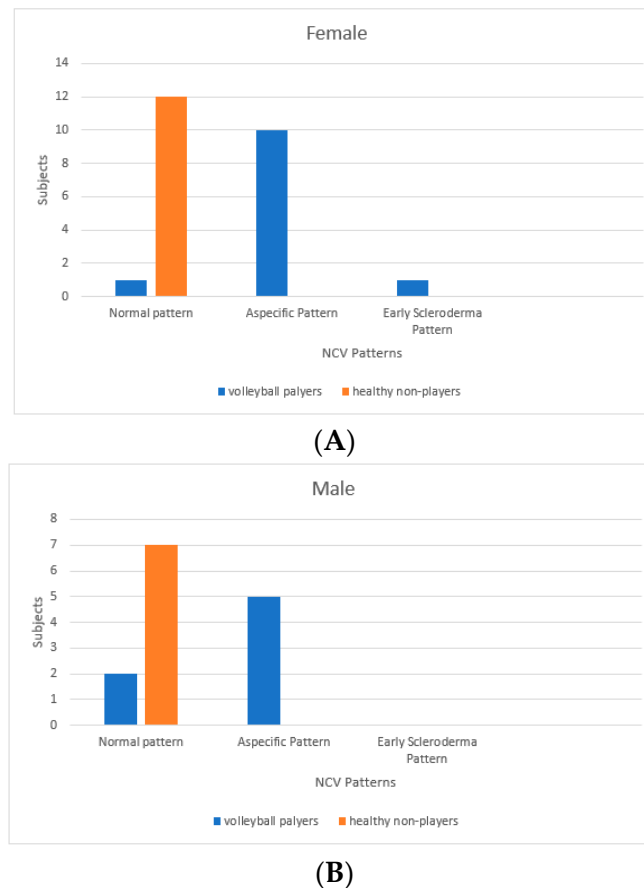 Female
14
12
10
8
6
4
2
0
Subjects
Normal pattern
Aspecific Pattern
Early Scleroderma
Pattern
NCV Patterns
volleyball palyers
healthy non-players
(A)
Male
8
7
6
5
4
3
2
1
0
Subjects
Normal pattern
Aspecific Pattern
Early Scleroderma
Pattern
NCV Patterns
volleyball palyers
healthy non-players
(B)